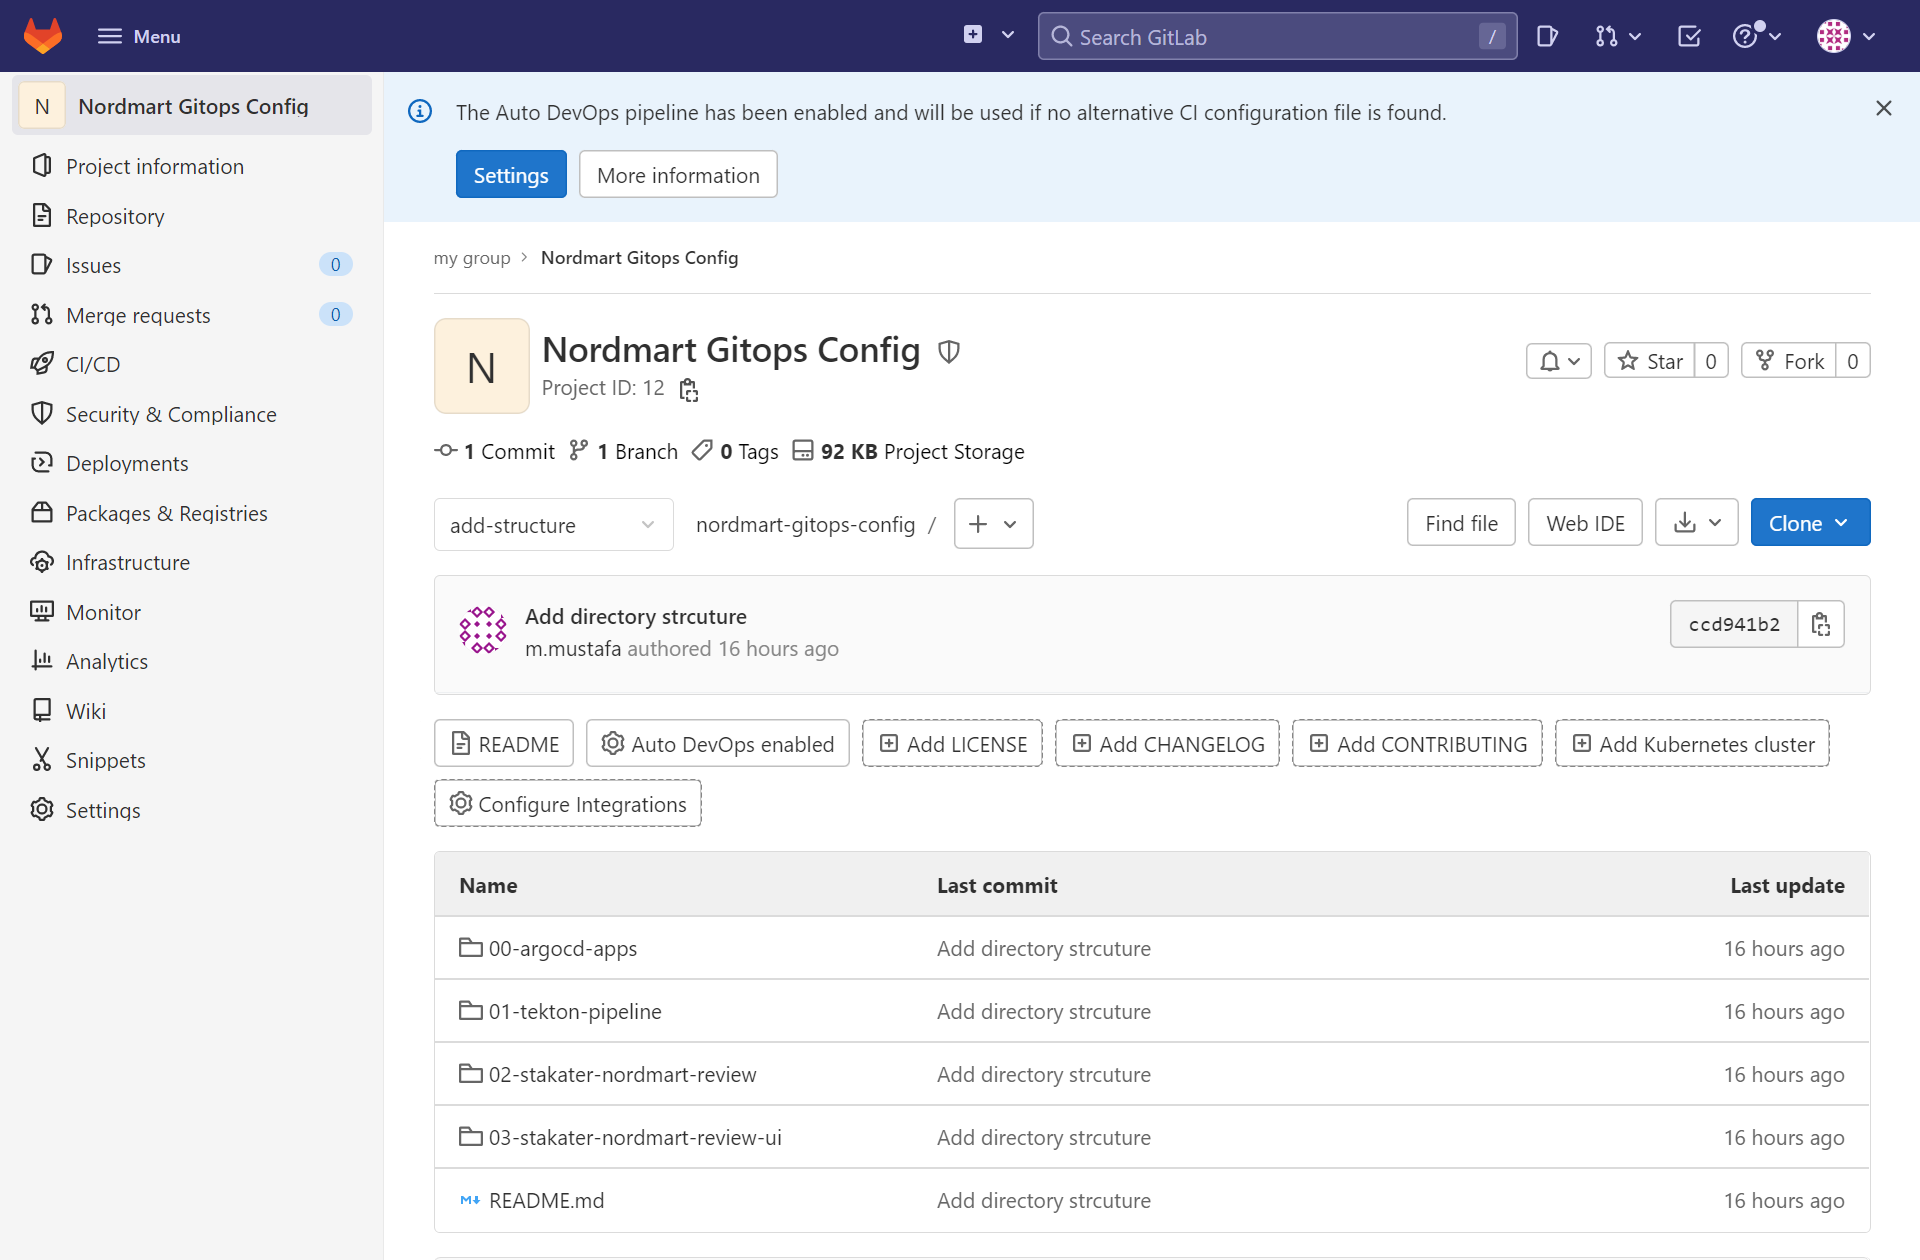 Menu
Search GitLab /
N Nordmart Gitops Config
Project information
Repository
Issues 0
Merge requests 0
CI/CD
Security & Compliance
Deployments
Packages & Registries
Infrastructure
Monitor
Analytics
Wiki
Snippets
Settings
The Auto DevOps pipeline has been enabled and will be used if no alternative CI configuration file is found.
Settings More information
my group > Nordmart Gitops Config
N
Nordmart Gitops Config
Project ID: 12
Star 0 Fork 0
1 Commit 1 Branch 0 Tags 92 KB Project Storage
add-structure nordmart-gitops-config / + Find file Web IDE Clone
Add directory strcuture
m.mustafa authored 16 hours ago
ccd941b2
README Auto DevOps enabled Add LICENSE Add CHANGELOG Add CONTRIBUTING Add Kubernetes cluster
Configure Integrations
Name Last commit Last update
00-argocd-apps Add directory strcuture 16 hours ago
01-tekton-pipeline Add directory strcuture 16 hours ago
02-stakater-nordmart-review Add directory strcuture 16 hours ago
03-stakater-nordmart-review-ui Add directory strcuture 16 hours ago
README.md Add directory strcuture 16 hours ago